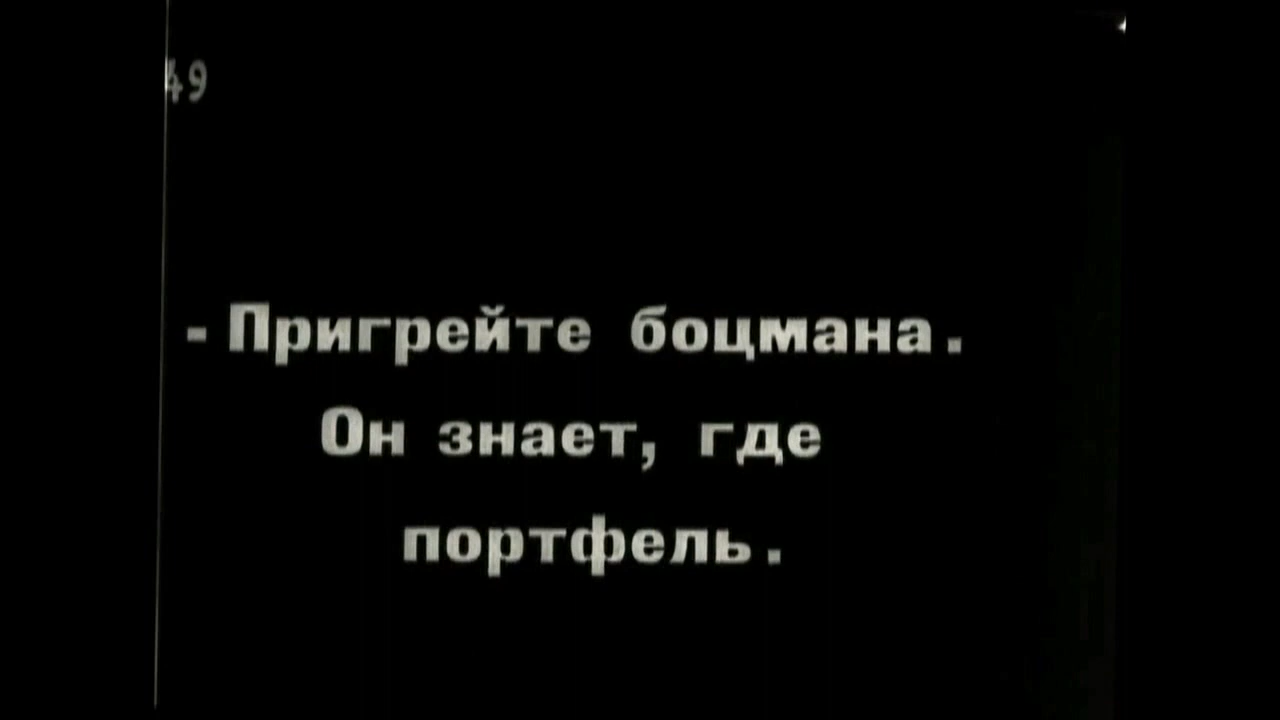 49
- Пригрейте боцмана.
Он знает, где
портфель.